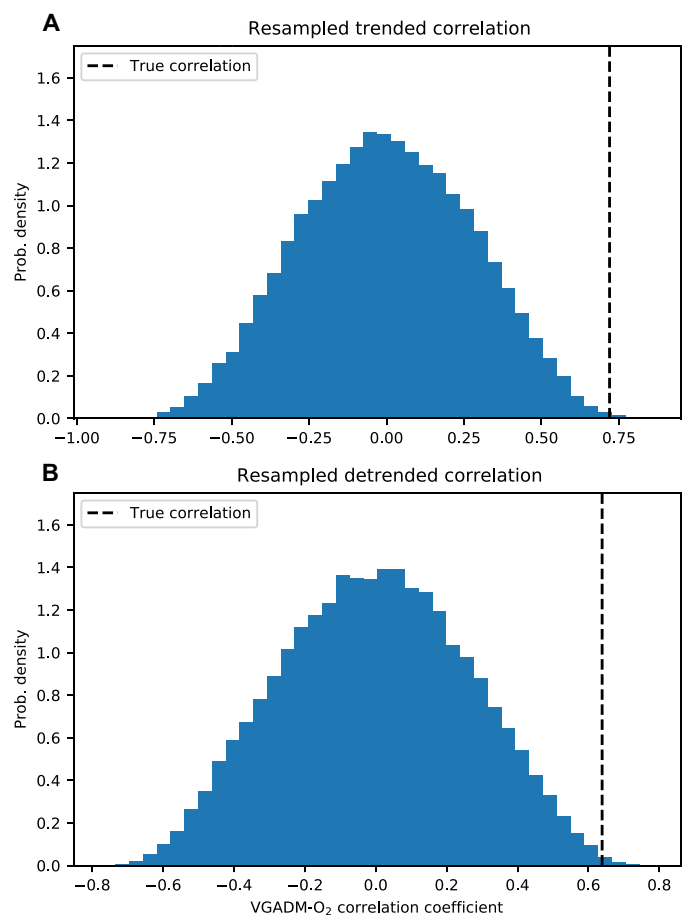 A
Resampled trended correlation
True correlation
Prob. density
1.6
1.4
1.2
1.0
0.8
0.6
0.4
0.2
0.0
−1.00 −0.75 −0.50 −0.25 0.00 0.25 0.50 0.75
B
Resampled detrended correlation
True correlation
Prob. density
1.6
1.4
1.2
1.0
0.8
0.6
0.4
0.2
0.0
−0.8 −0.6 −0.4 −0.2 0.0 0.2 0.4 0.6 0.8
VGADM-O₂ correlation coefficient